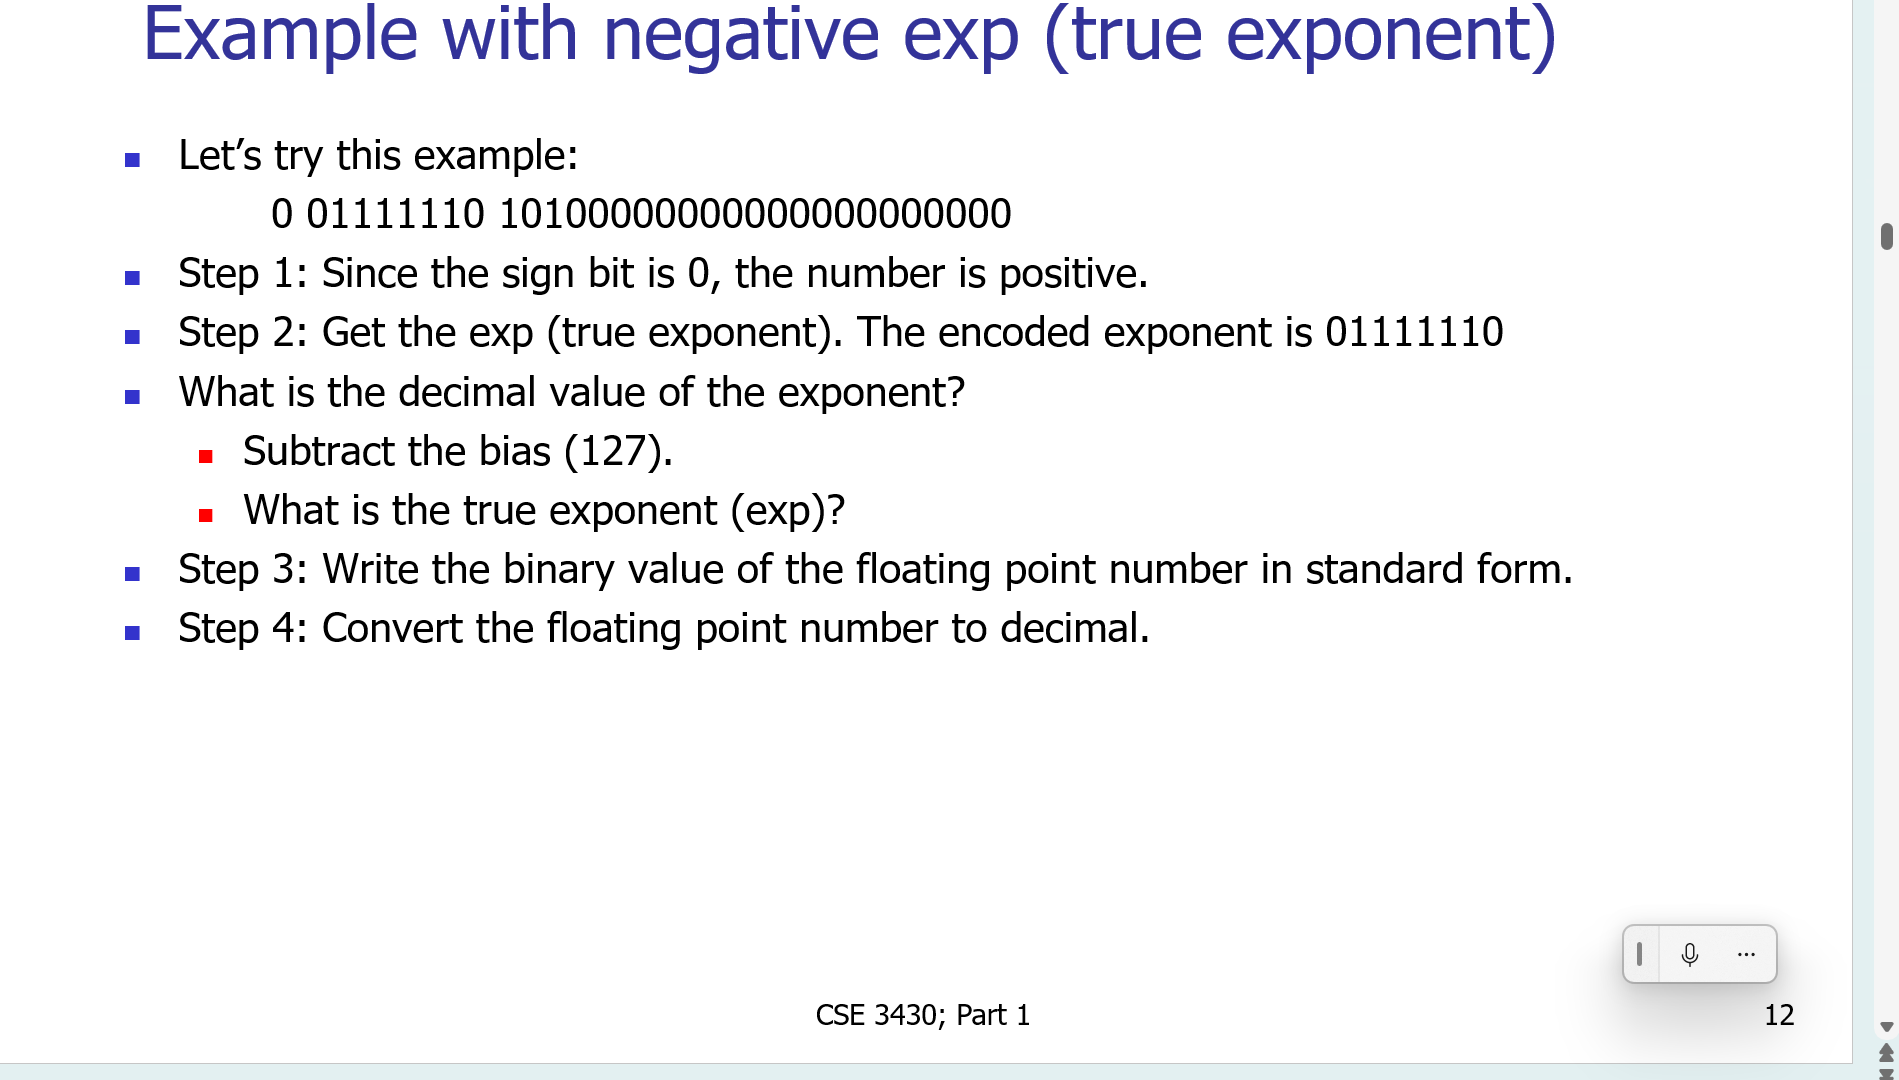 Example with negative exp (true exponent)
Let’s try this example:
0 01111110 10100000000000000000000
Step 1: Since the sign bit is 0, the number is positive.
Step 2: Get the exp (true exponent). The encoded exponent is 01111110
What is the decimal value of the exponent?
Subtract the bias (127).
What is the true exponent (exp)?
Step 3: Write the binary value of the floating point number in standard form.
Step 4: Convert the floating point number to decimal.
CSE 3430; Part 1
12